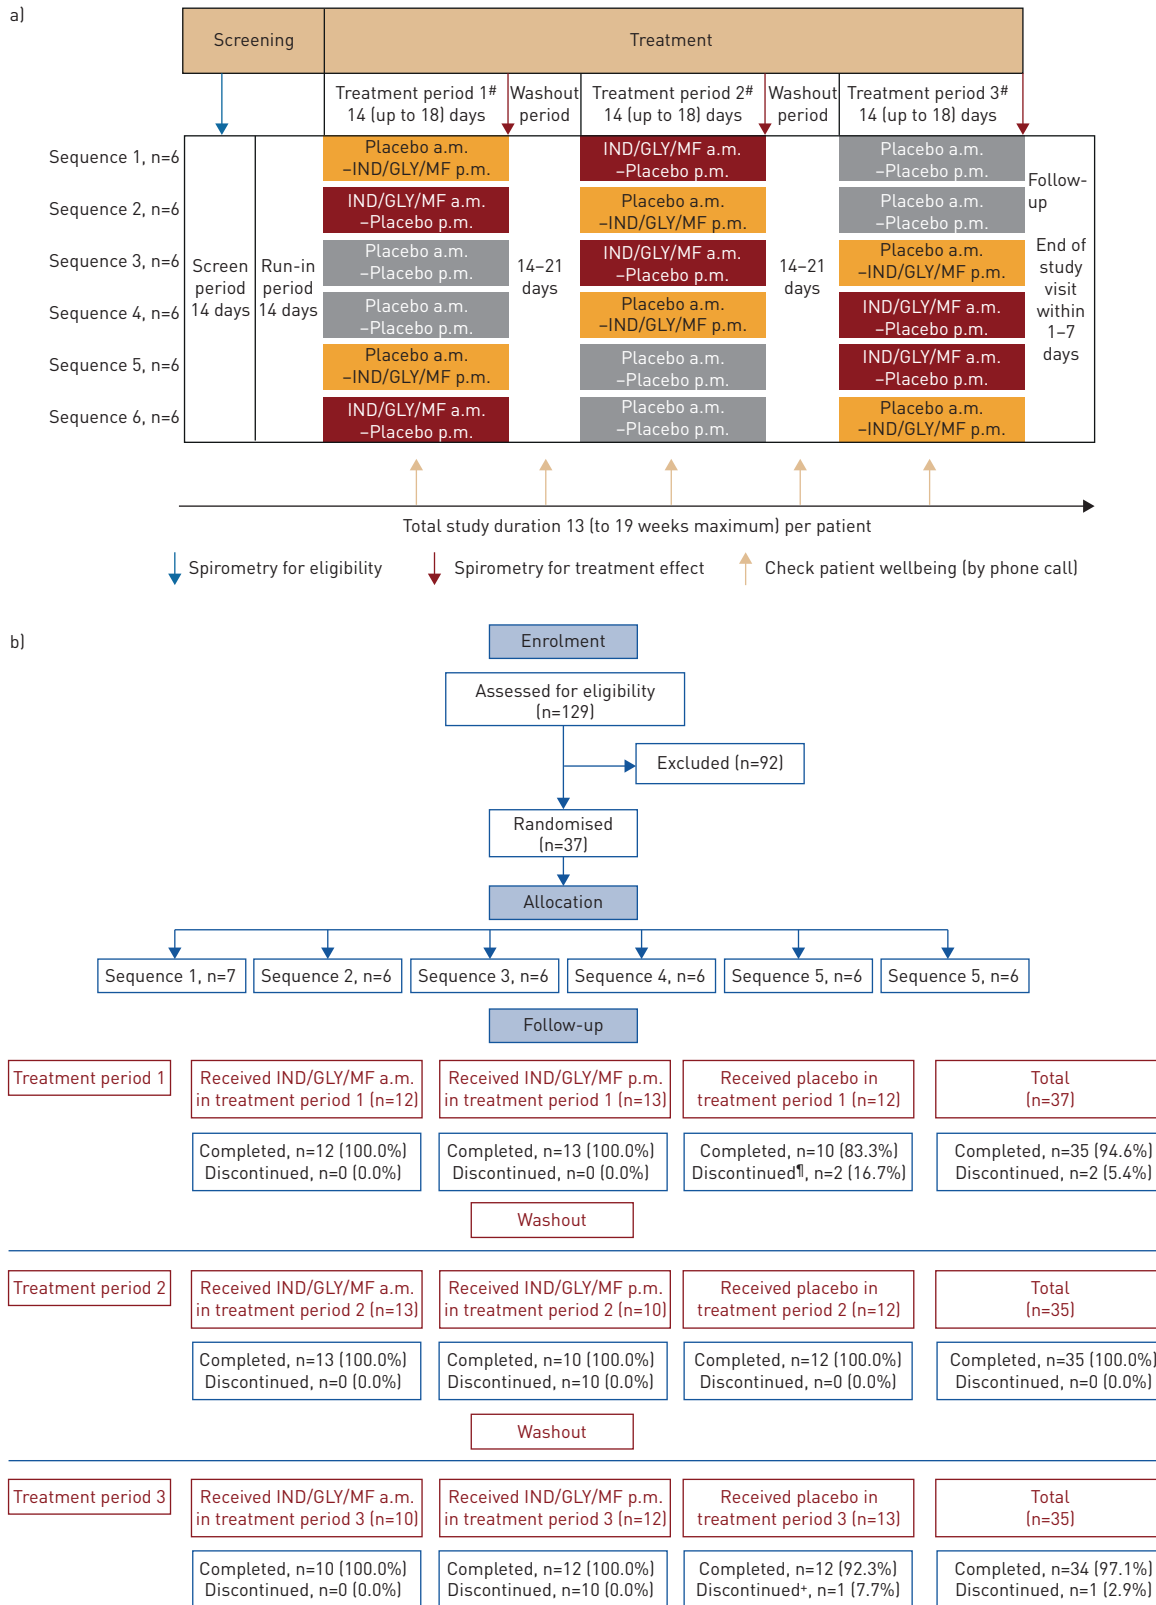 a)
Screening
Treatment
Treatment period 1#
14 (up to 18) days
Washout
period
Treatment period 2#
14 (up to 18) days
Washout
period
Treatment period 3#
14 (up to 18) days
Sequence 1, n=6
Placebo a.m.
–IND/GLY/MF p.m.
IND/GLY/MF a.m.
–Placebo p.m.
Placebo a.m.
–Placebo p.m.
Sequence 2, n=6
IND/GLY/MF a.m.
–Placebo p.m.
Placebo a.m.
–IND/GLY/MF p.m.
Placebo a.m.
–Placebo p.m.
Sequence 3, n=6
Placebo a.m.
–Placebo p.m.
IND/GLY/MF a.m.
–Placebo p.m.
Placebo a.m.
–IND/GLY/MF p.m.
Sequence 4, n=6
Placebo a.m.
–Placebo p.m.
Placebo a.m.
–IND/GLY/MF p.m.
IND/GLY/MF a.m.
–Placebo p.m.
Sequence 5, n=6
Placebo a.m.
–IND/GLY/MF p.m.
Placebo a.m.
–Placebo p.m.
IND/GLY/MF a.m.
–Placebo p.m.
Sequence 6, n=6
IND/GLY/MF a.m.
–Placebo p.m.
Placebo a.m.
–Placebo p.m.
Placebo a.m.
–IND/GLY/MF p.m.
Screen
period
14 days
Run-in
period
14 days
14–21
days
14–21
days
Follow-
up
End of
study
visit
within
1–7
days
Total study duration 13 (to 19 weeks maximum) per patient
Spirometry for eligibility
Spirometry for treatment effect
Check patient wellbeing (by phone call)
b)
Enrolment
Assessed for eligibility
(n=129)
Excluded (n=92)
Randomised
(n=37)
Allocation
Sequence 1, n=7
Sequence 2, n=6
Sequence 3, n=6
Sequence 4, n=6
Sequence 5, n=6
Sequence 5, n=6
Follow-up
Treatment period 1
Received IND/GLY/MF a.m.
in treatment period 1 (n=12)
Received IND/GLY/MF p.m.
in treatment period 1 (n=13)
Received placebo in
treatment period 1 (n=12)
Total
(n=37)
Completed, n=12 (100.0%)
Discontinued, n=0 (0.0%)
Completed, n=13 (100.0%)
Discontinued, n=0 (0.0%)
Completed, n=10 (83.3%)
Discontinued¶, n=2 (16.7%)
Completed, n=35 (94.6%)
Discontinued, n=2 (5.4%)
Washout
Treatment period 2
Received IND/GLY/MF a.m.
in treatment period 2 (n=13)
Received IND/GLY/MF p.m.
in treatment period 2 (n=10)
Received placebo in
treatment period 2 (n=12)
Total
(n=35)
Completed, n=13 (100.0%)
Discontinued, n=0 (0.0%)
Completed, n=10 (100.0%)
Discontinued, n=10 (0.0%)
Completed, n=12 (100.0%)
Discontinued, n=0 (0.0%)
Completed, n=35 (100.0%)
Discontinued, n=0 (0.0%)
Washout
Treatment period 3
Received IND/GLY/MF a.m.
in treatment period 3 (n=10)
Received IND/GLY/MF p.m.
in treatment period 3 (n=12)
Received placebo in
treatment period 3 (n=13)
Total
(n=35)
Completed, n=10 (100.0%)
Discontinued, n=0 (0.0%)
Completed, n=12 (100.0%)
Discontinued, n=10 (0.0%)
Completed, n=12 (92.3%)
Discontinued⁺, n=1 (7.7%)
Completed, n=34 (97.1%)
Discontinued, n=1 (2.9%)